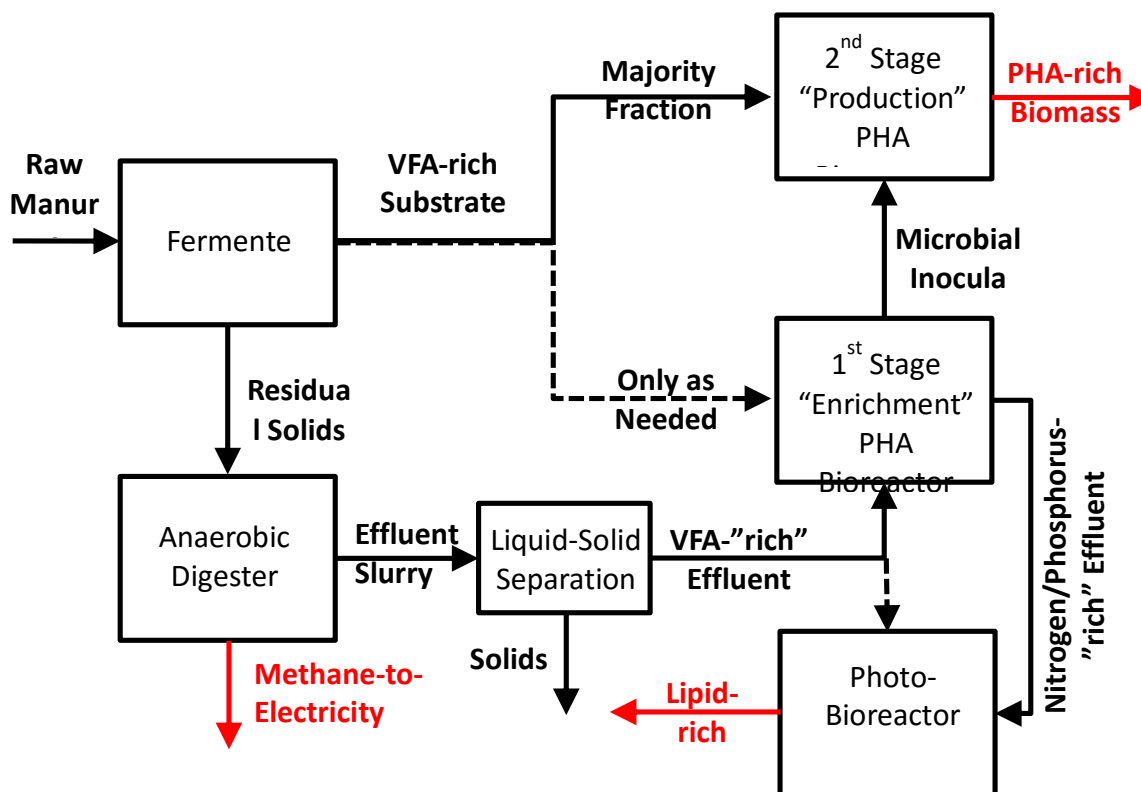 2nd Stage
“Production”
PHA
Majority
Fraction
PHA-rich
Biomass
Raw
Manur
VFA-rich
Substrate
Fermente
Microbial
Inocula
Residua
l Solids
Only as
Needed
1st Stage
“Enrichment”
PHA
Bioreactor
Nitrogen/Phosphorus-
”rich” Effluent
Anaerobic
Digester
Effluent
Slurry
Liquid-Solid
Separation
VFA-”rich”
Effluent
Solids
Methane-to-
Electricity
Lipid-
rich
Photo-
Bioreactor